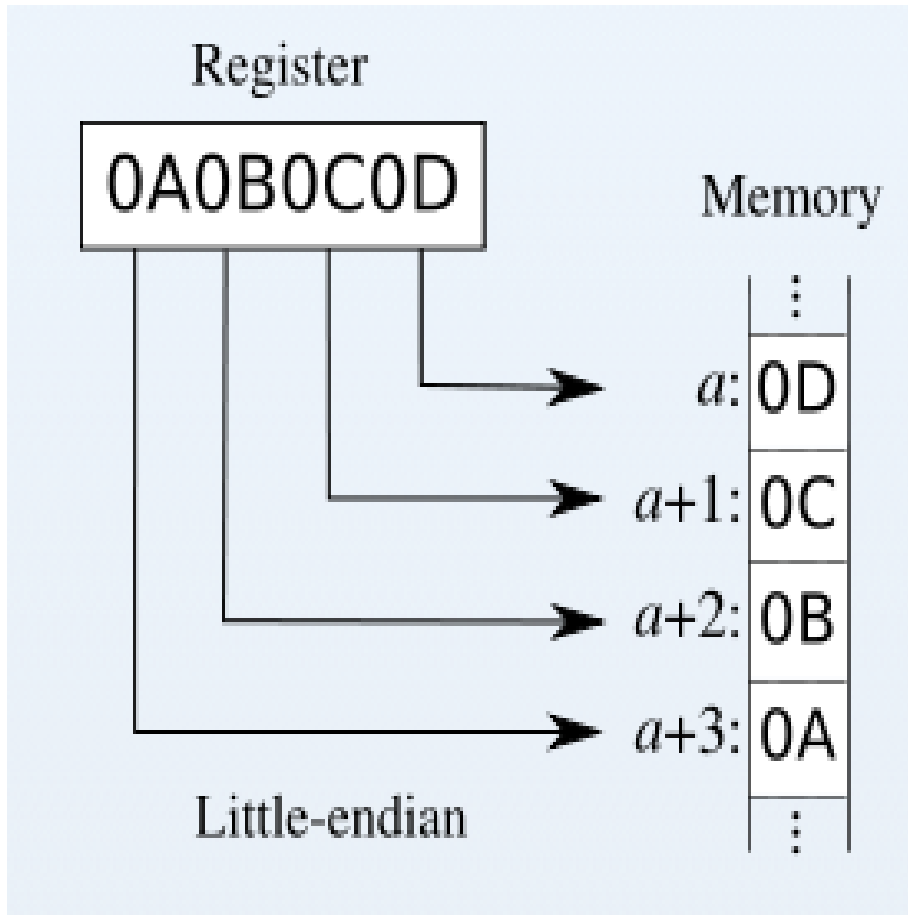 Register
0A0B0C0D
Memory
a: 0D
a+1: 0C
a+2: 0B
a+3: 0A
Little-endian